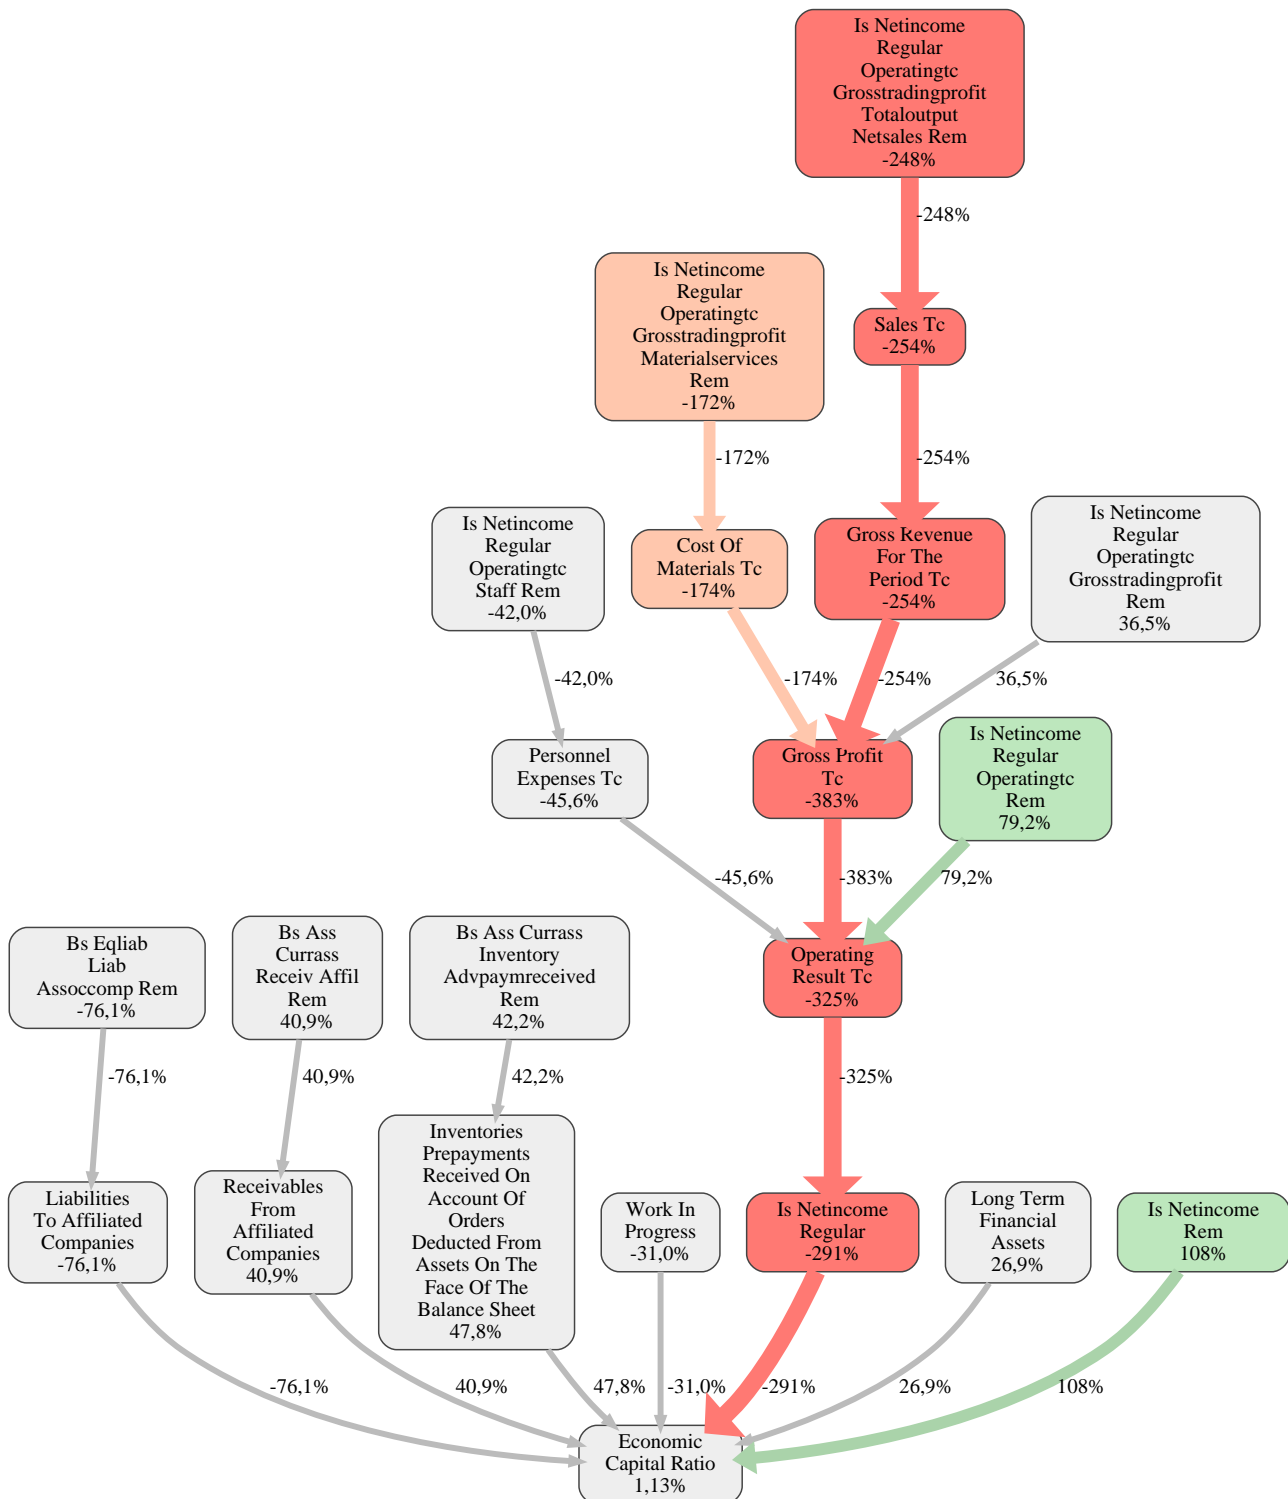 Is Netincome
Regular
Operatingtc
Grosstradingprofit
Totaloutput
Netsales Rem
-248%
-248%
Is Netincome
Regular
Operatingtc
Grosstradingprofit
Materialservices
Rem
-172%
Sales Tc
-254%
-172%
-254%
Is Netincome
Regular
Operatingtc
Staff Rem
-42,0%
Cost Of
Materials Tc
-174%
Gross Revenue
For The
Period Tc
-254%
Is Netincome
Regular
Operatingtc
Grosstradingprofit
Rem
36,5%
-42,0%
-174%
-254%
36,5%
Personnel
Expenses Tc
-45,6%
Gross Profit
Tc
-383%
Is Netincome
Regular
Operatingtc
Rem
79,2%
-45,6%
-383%
79,2%
Bs Eqliab
Liab
Assoccomp Rem
-76,1%
Bs Ass
Currass
Receiv Affil
Rem
40,9%
Bs Ass Currass
Inventory
Advpaymreceived
Rem
42,2%
Operating
Result Tc
-325%
-76,1%
40,9%
42,2%
-325%
Liabilities
To Affiliated
Companies
-76,1%
Receivables
From
Affiliated
Companies
40,9%
Inventories
Prepayments
Received On
Account Of
Orders
Deducted From
Assets On The
Face Of The
Balance Sheet
47,8%
Work In
Progress
-31,0%
Is Netincome
Regular
-291%
Long Term
Financial
Assets
26,9%
Is Netincome
Rem
108%
-76,1%
40,9%
47,8%
-31,0%
-291%
26,9%
108%
Economic
Capital Ratio
1,13%